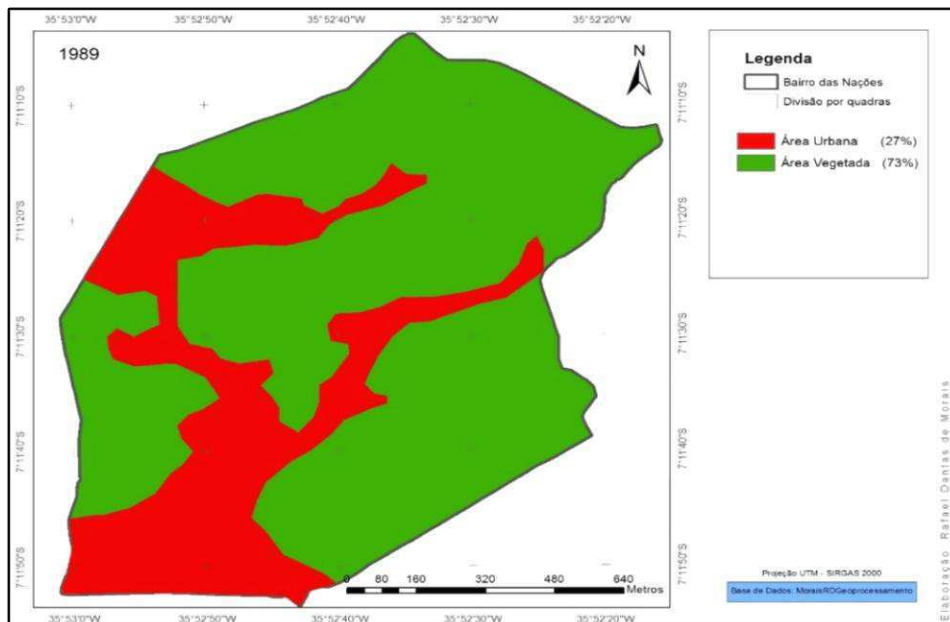 35°53'0"W 35°52'50"W 35°52'40"W 35°52'30"W 35°52'20"W
1989
N
7°11'10"S 7°11'20"S 7°11'30"S 7°11'40"S 7°11'50"S
Legenda
Bairro das Nações
Divisão por quadras
Área Urbana (27%)
Área Vegetada (73%)
7°11'10"S 7°11'20"S 7°11'30"S 7°11'40"S 7°11'50"S
0 80 160 320 480 640
Metros
35°53'0"W 35°52'50"W 35°52'40"W 35°52'30"W 35°52'20"W
Projeção UTM - SIRGAS 2000
Base de Dados: MoraisRDGeoprocessamento
Elaboração Rafael Dantas de Morais